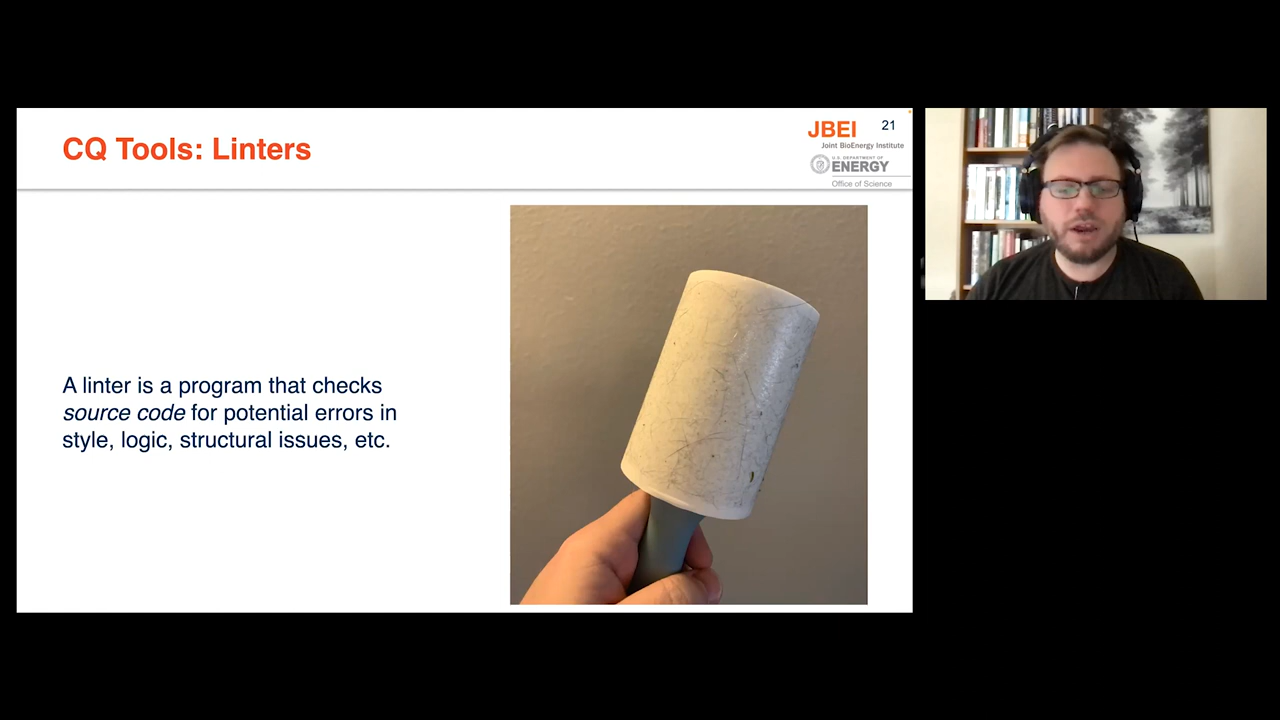 CQ Tools: Linters
JBEI
21
Joint BioEnergy Institute
U.S. DEPARTMENT OF
ENERGY
Office of Science
A linter is a program that checks
source code for potential errors in
style, logic, structural issues, etc.